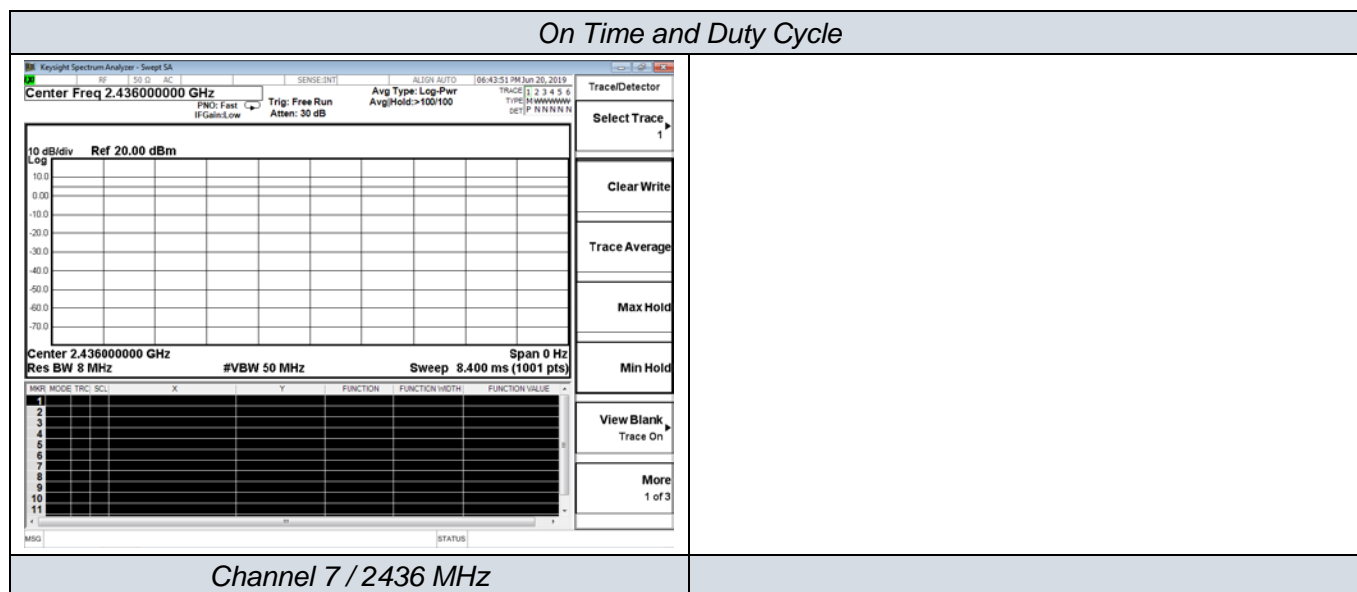 On Time and Duty Cycle
Keysight Spectrum Analyzer - Swept SA
RF 50 Ω AC SENSE:INT ALIGN AUTO 06:43:51 PM Jun 20, 2019
Center Freq 2.436000000 GHz
PNO: Fast
IFGain:Low
Trig: Free Run
Atten: 30 dB
Avg Type: Log-Pwr
Avg|Hold:>100/100
TRACE 1 2 3 4 5 6
TYPE M WWWWW
DET P N N N N N
Trace/Detector
Select Trace
1
Clear Write
Trace Average
Max Hold
Min Hold
View Blank
Trace On
More
1 of 3
10 dB/div Ref 20.00 dBm
Log
10.0
0.00
-10.0
-20.0
-30.0
-40.0
-50.0
-60.0
-70.0
Center 2.436000000 GHz Span 0 Hz
Res BW 8 MHz #VBW 50 MHz Sweep 8.400 ms (1001 pts)
MKR MODE TRC SCL X Y FUNCTION FUNCTION WIDTH FUNCTION VALUE
1
2
3
4
5
6
7
8
9
10
11
MSG STATUS
Channel 7 / 2436 MHz